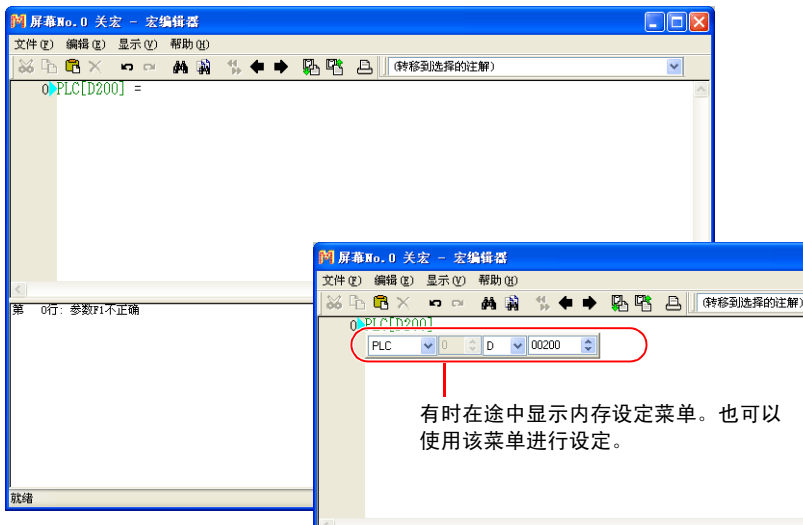 屏幕No.0 关宏 - 宏编辑器
文件(F) 编辑(E) 显示(V) 帮助(H)
(转移到选择的注解)
0 PLC[D200] =
第 0行: 参数F1不正确
就绪
屏幕No.0 关宏 - 宏编辑器
文件(F) 编辑(E) 显示(V) 帮助(H)
(转移到选择的注解)
0 PLC[D200]
PLC 0 D 00200
有时在途中显示内存设定菜单。也可以
使用该菜单进行设定。